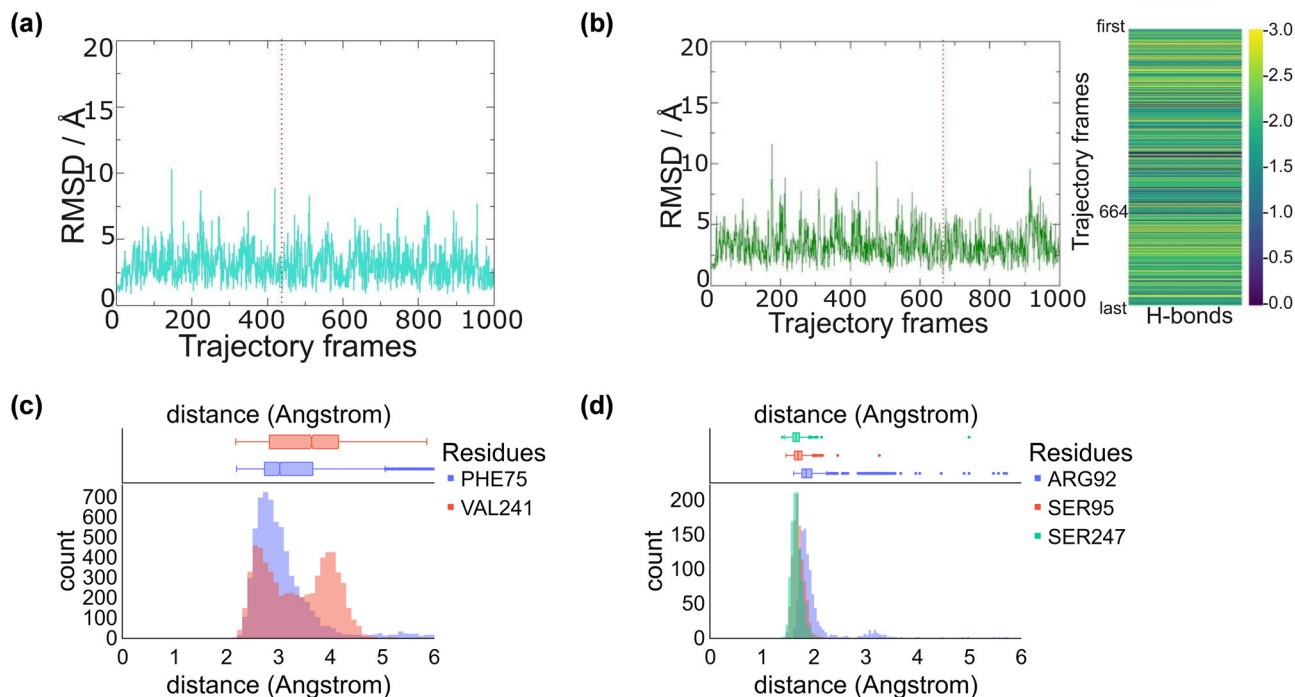 (a)
20
15
10
5
0
RMSD / Å
0 200 400 600 800 1000
Trajectory frames
(b)
20
15
10
5
0
RMSD / Å
0 200 400 600 800 1000
Trajectory frames
first
664
last
Trajectory frames
H-bonds
3.0
2.5
2.0
1.5
1.0
0.5
0.0
(c)
distance (Angstrom)
Residues
PHE75
VAL241
700
600
500
400
300
200
100
0
count
0 1 2 3 4 5 6
distance (Angstrom)
(d)
distance (Angstrom)
Residues
ARG92
SER95
SER247
200
150
100
50
0
count
0 1 2 3 4 5 6
distance (Angstrom)